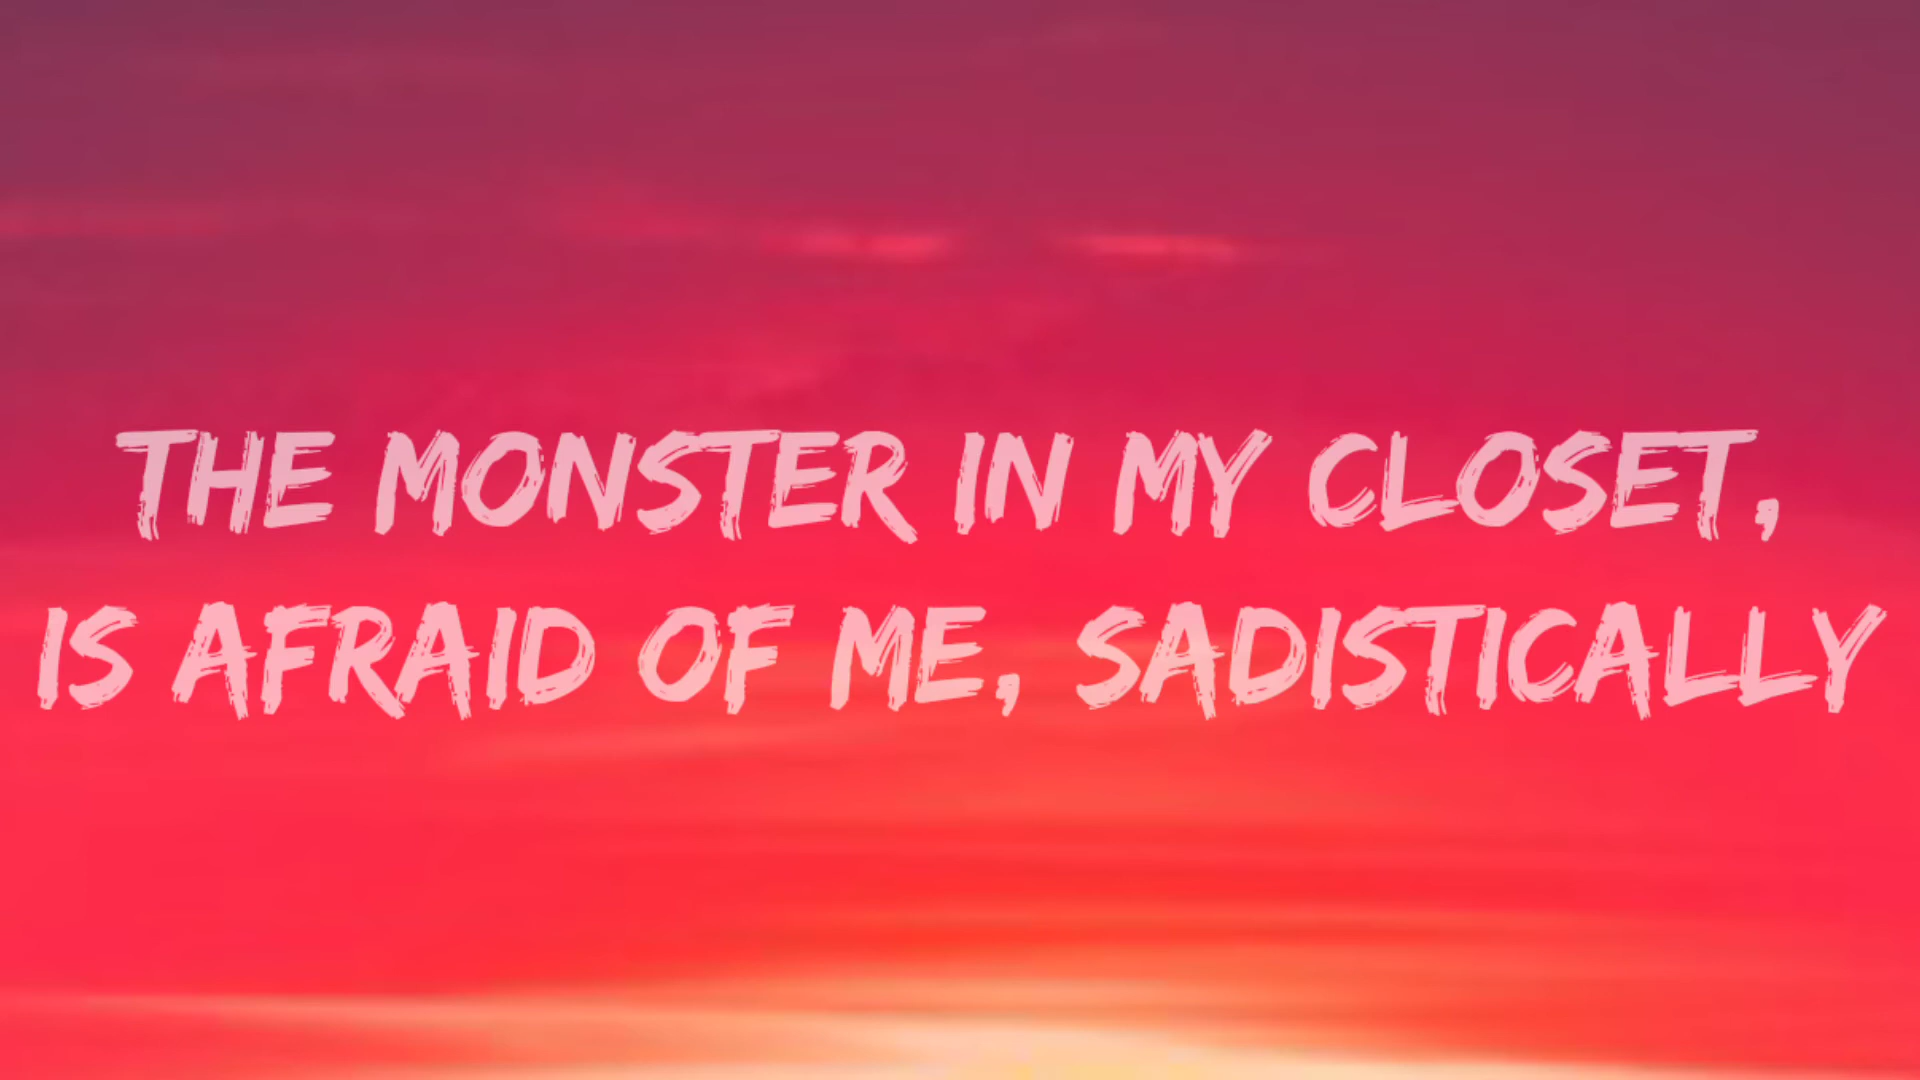 THE MONSTER IN MY CLOSET,
IS AFRAID OF ME, SADISTICALLY